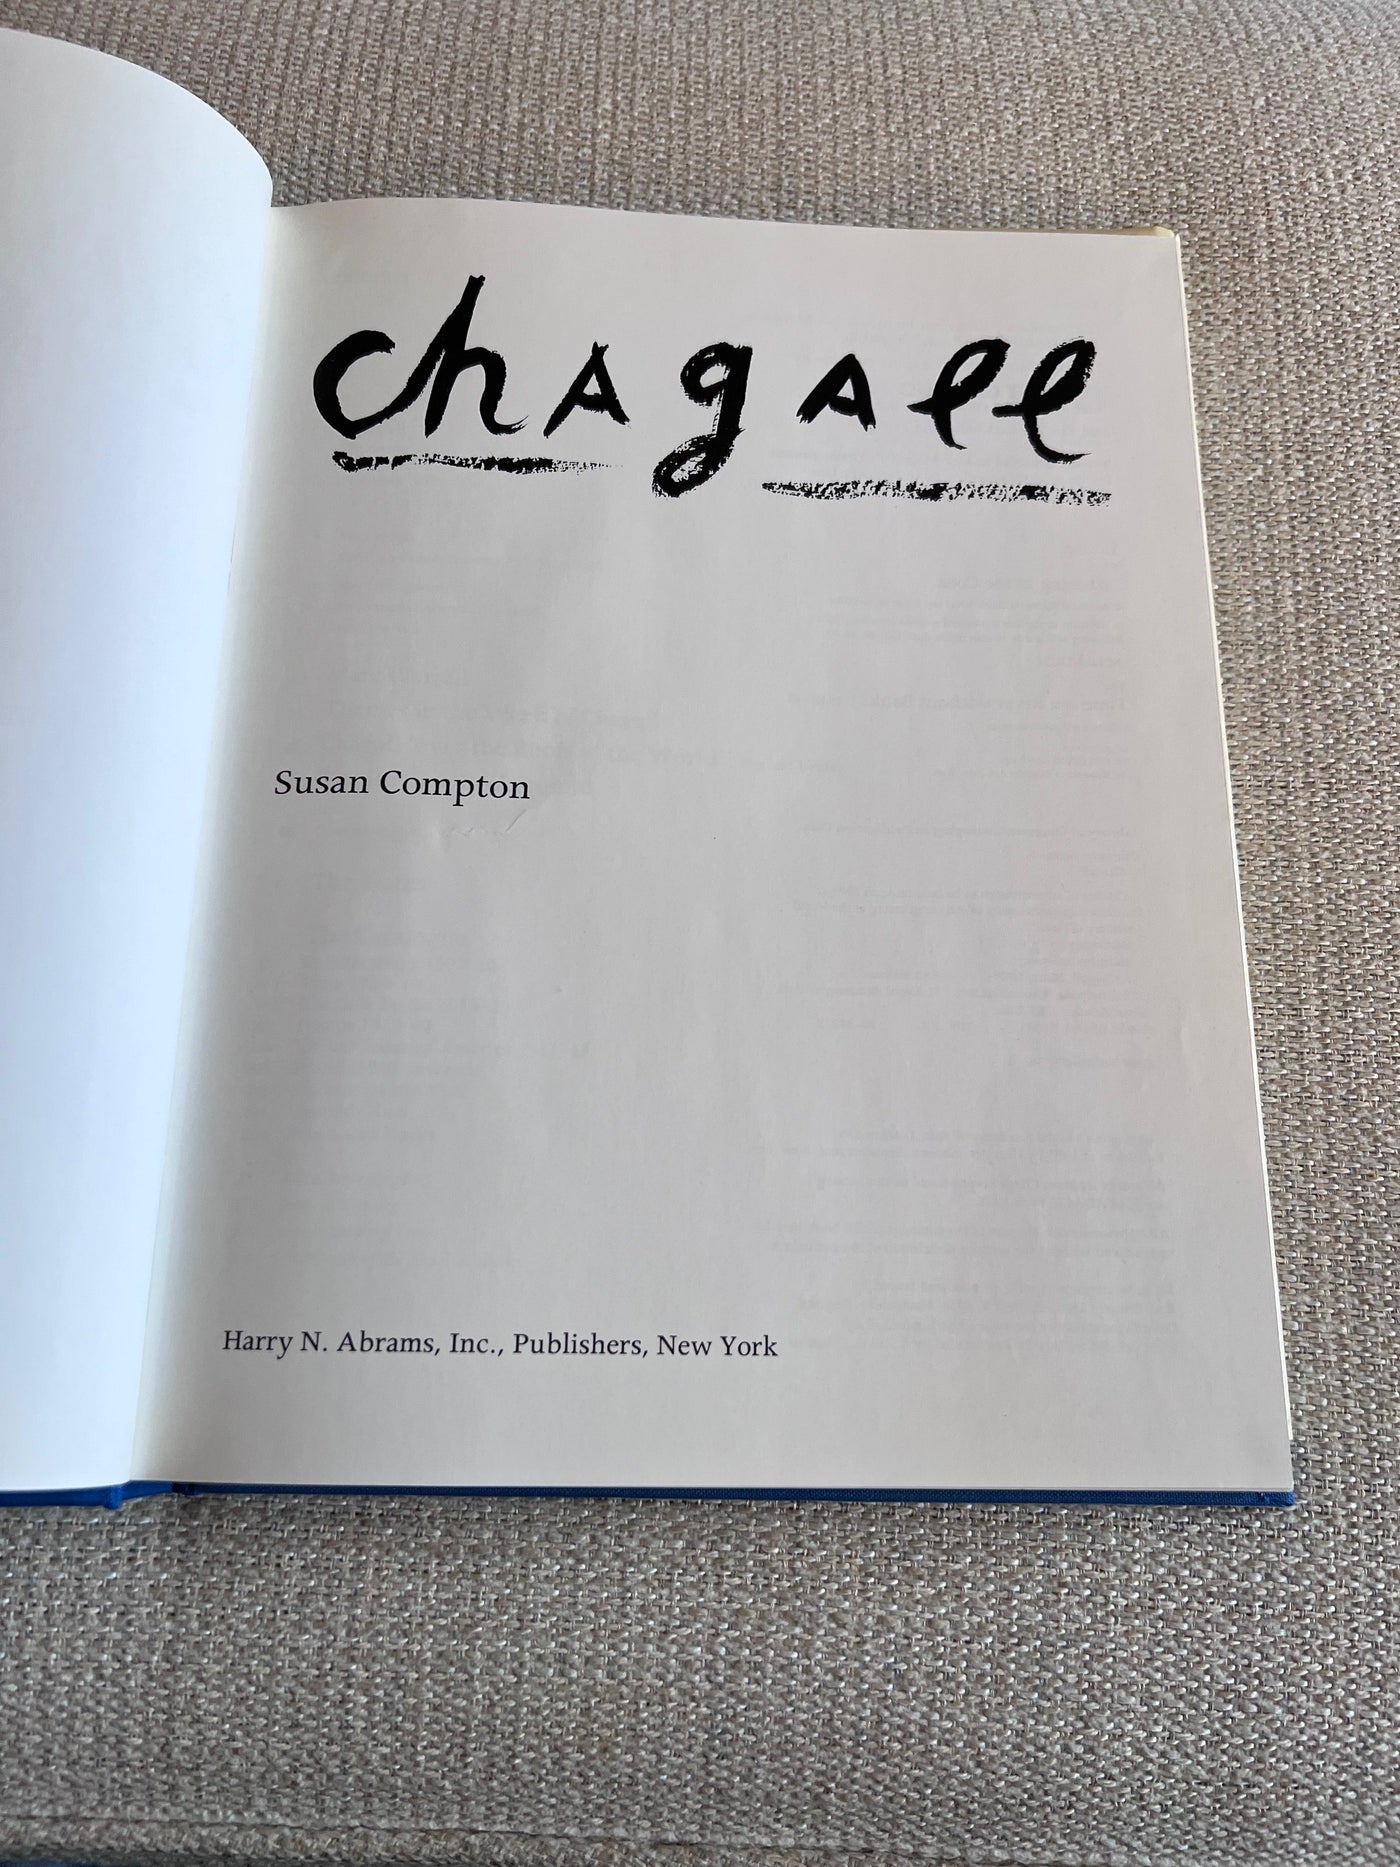 chagall
Susan Compton
Harry N. Abrams, Inc., Publishers, New York